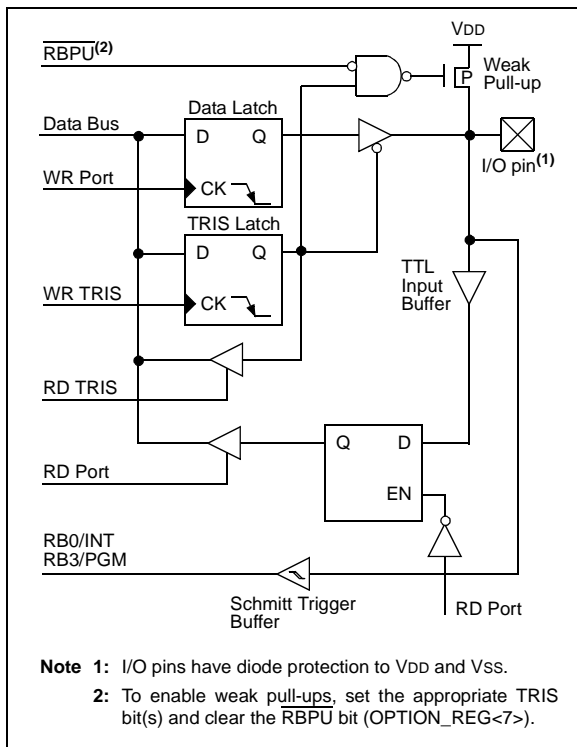 VDD
RBPU(2)
Weak
Pull-up
P
Data Latch
Data Bus
D Q
I/O pin(1)
WR Port
CK
TRIS Latch
D Q
TTL
Input
Buffer
WR TRIS
CK
RD TRIS
Q D
RD Port
EN
RB0/INT
RB3/PGM
Schmitt Trigger
Buffer
RD Port
Note 1: I/O pins have diode protection to VDD and VSS.
2: To enable weak pull-ups, set the appropriate TRIS
bit(s) and clear the RBPU bit (OPTION_REG<7>).